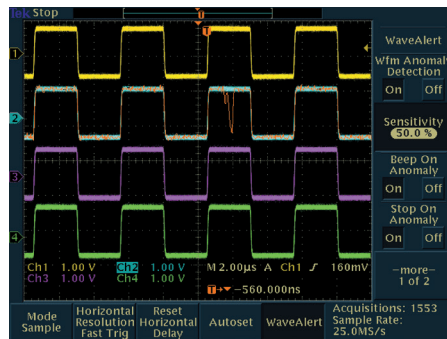 Tek Stop
T
T
1
2
3
4
WaveAlert
Wfm Anomaly
Detection
On Off
Sensitivity
50.0 %
Beep On
Anomaly
On Off
Stop On
Anomaly
On Off
-more-
1 of 2
Ch1 1.00 V Ch2 1.00 V M 2.00µs A Ch1 160mV
Ch3 1.00 V Ch4 1.00 V
T→▼ -560.000ns
Mode
Sample
Horizontal
Resolution
Fast Trig
Reset
Horizontal
Delay
Autoset
WaveAlert
Acquisitions: 1553
Sample Rate:
25.0MS/s